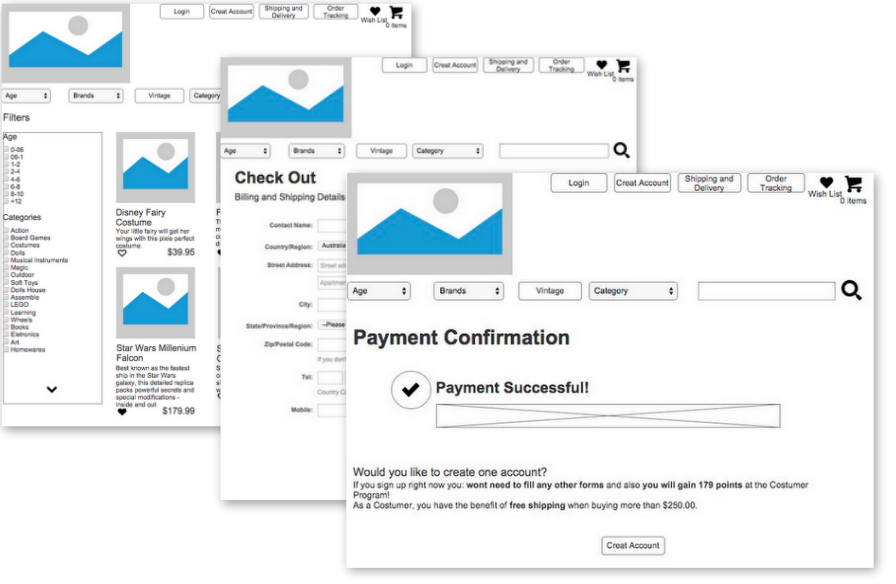 Login
Creat Account
Shipping and
Delivery
Order
Tracking
Wish List
0 items
Age
Brands
Vintage
Category
Filters
Age
0-06
06-1
1-2
2-4
4-6
6-8
8-10
+12
Categories
Action
Board Games
Costumes
Dolls
Musical Instruments
Magic
Outdoor
Soft Toys
Dolls House
Assemble
LEGO
Learning
Wheels
Books
Eletronics
Art
Homewares
Disney Fairy
Costume
Your little fairy will get her
wings with this pixie perfect
costume.
$39.95
Star Wars Millenium
Falcon
Best known as the fastest
ship in the Star Wars
galaxy, this detailed replica
packs powerful secrets and
special modifications -
inside and out.
$179.99
Login
Creat Account
Shipping and
Delivery
Order
Tracking
Wish List
0 items
Age
Brands
Vintage
Category
Check Out
Billing and Shipping Details
Contact Name:
Country/Region:
Australia
Street Address:
Street
City:
State/Province/Region:
--Please
Zip/Postal Code:
If you don't
Tel:
Country
Mobile:
Login
Creat Account
Shipping and
Delivery
Order
Tracking
Wish List
0 items
Age
Brands
Vintage
Category
Payment Confirmation
Payment Successful!
Would you like to create one account?
If you sign up right now you: wont need to fill any other forms and also you will gain 179 points at the Costumer
Program!
As a Costumer, you have the benefit of free shipping when buying more than $250.00.
Creat Account